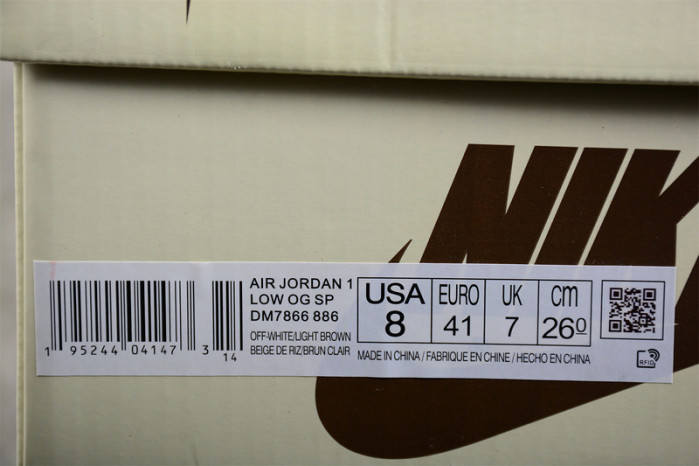 NIK
AIR JORDAN 1
LOW OG SP
DM7866 886
OFF-WHITE/LIGHT BROWN
BEIGE DE RIZ/BRUN CLAIR
USA
8
EURO
41
UK
7
cm
260
MADE IN CHINA / FABRIQUE EN CHINE / HECHO EN CHINA
1 95244 04147 3
14
RFID